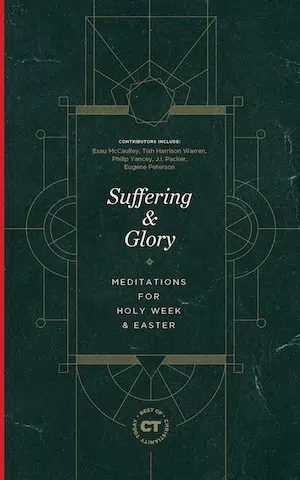 CONTRIBUTORS INCLUDE:
Esau McCaulley, Tish Harrison Warren,
Philip Yancey, J.I. Packer,
Eugene Peterson
Suffering
&
Glory
MEDITATIONS
FOR
HOLY WEEK
& EASTER
BEST OF
CHRISTIANITY TODAY
CT